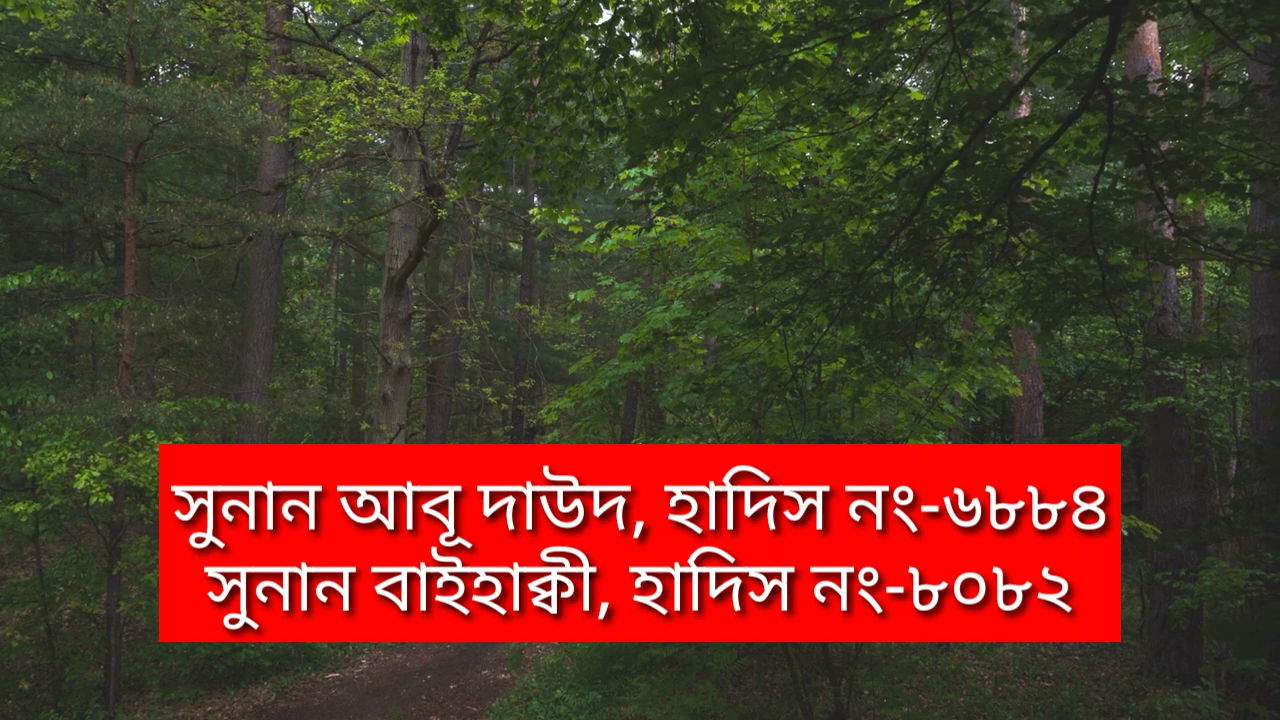 সুনান আবূ দাউদ, হাদিস নং-৬৮৮৪
সুনান বাইহাক্বী, হাদিস নং-৮০৮২